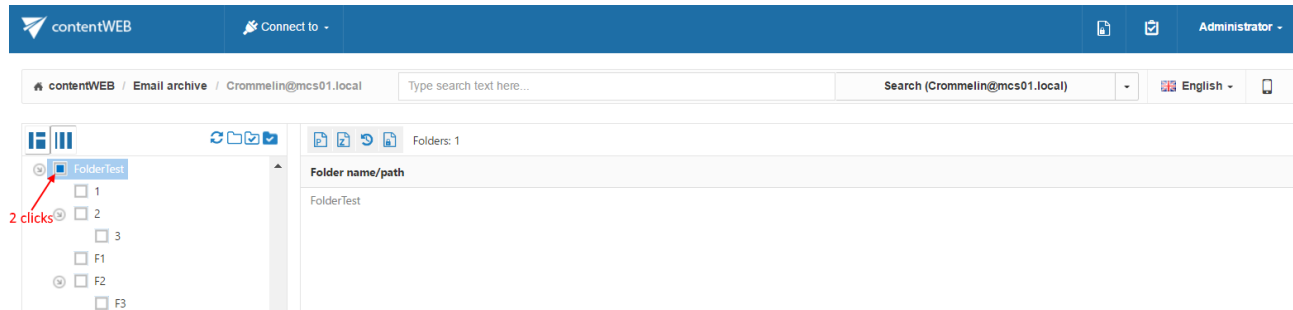 contentWEB Connect to Administrator
contentWEB / Email archive / Crommelin@mcs01.local Type search text here... Search (Crommelin@mcs01.local) English
P Z Folders: 1
FolderTest Folder name/path
1 FolderTest
2 clicks 2
3
F1
F2
F3